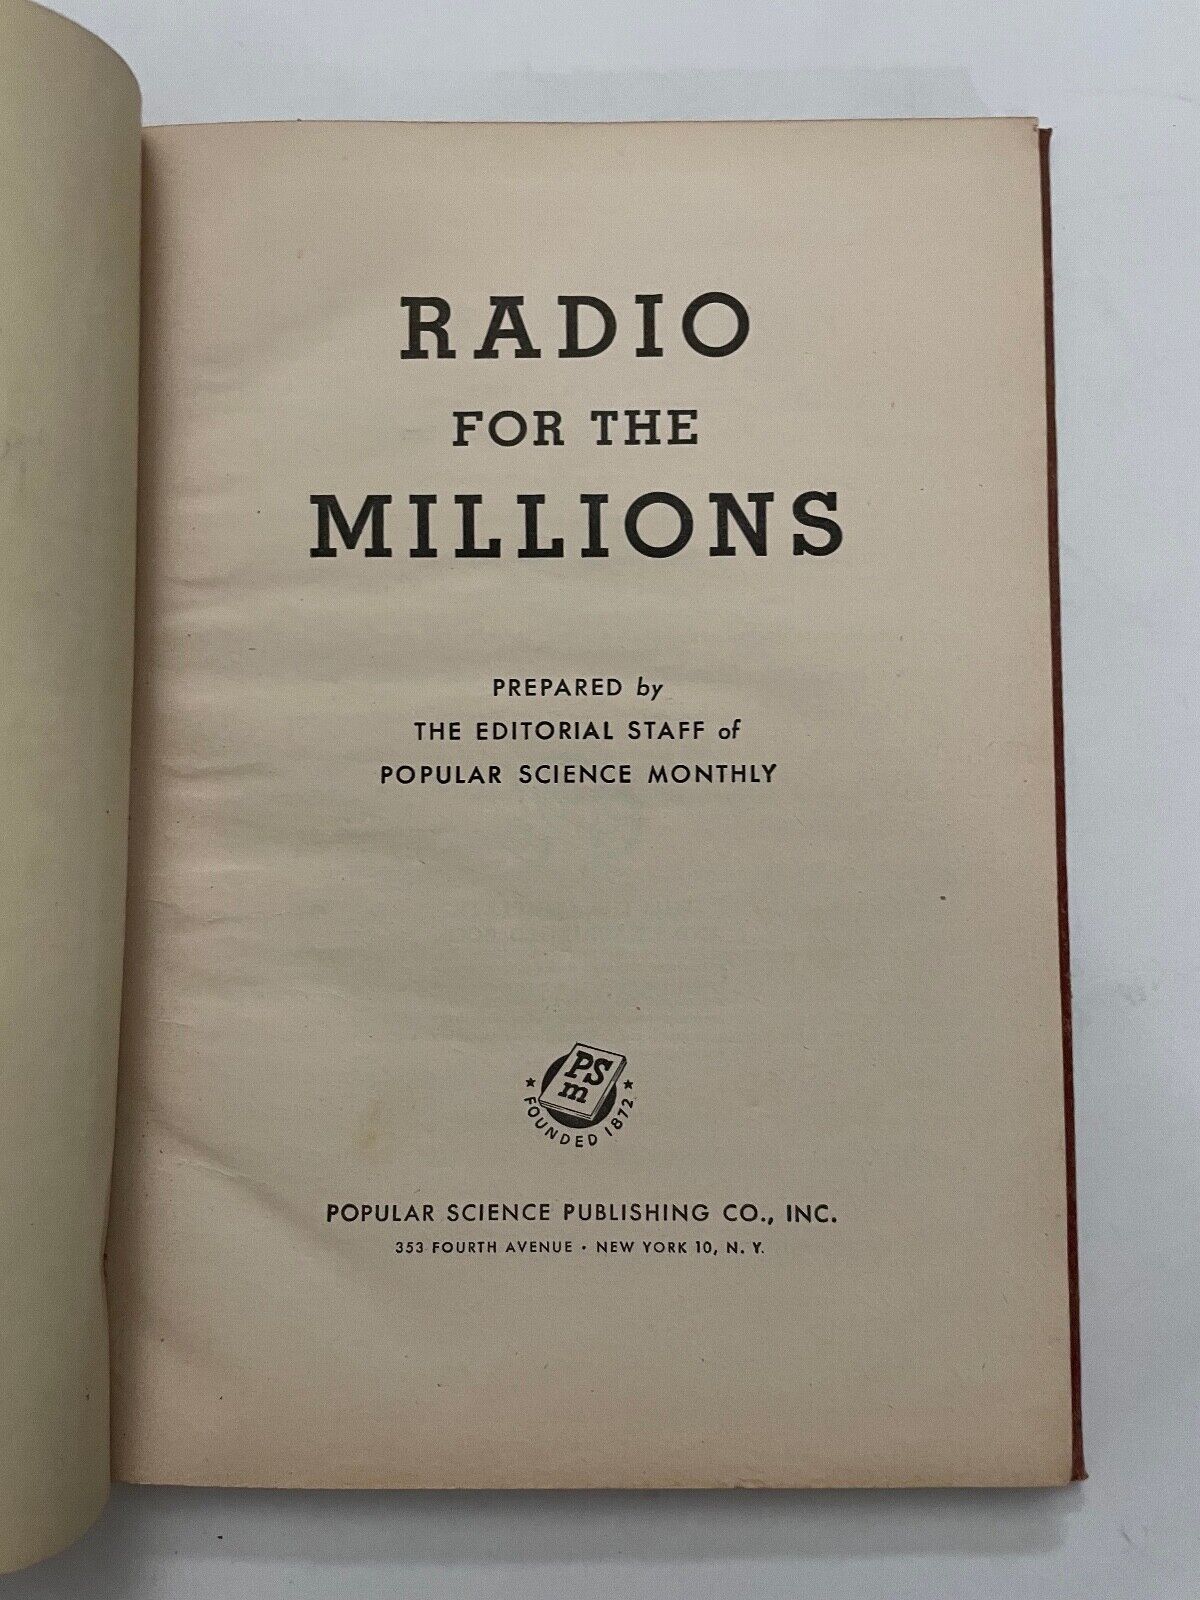 RADIO
FOR THE
MILLIONS
PREPARED by
THE EDITORIAL STAFF of
POPULAR SCIENCE MONTHLY
PS
m
FOUNDED 1872
POPULAR SCIENCE PUBLISHING CO., INC.
353 FOURTH AVENUE • NEW YORK 10, N. Y.